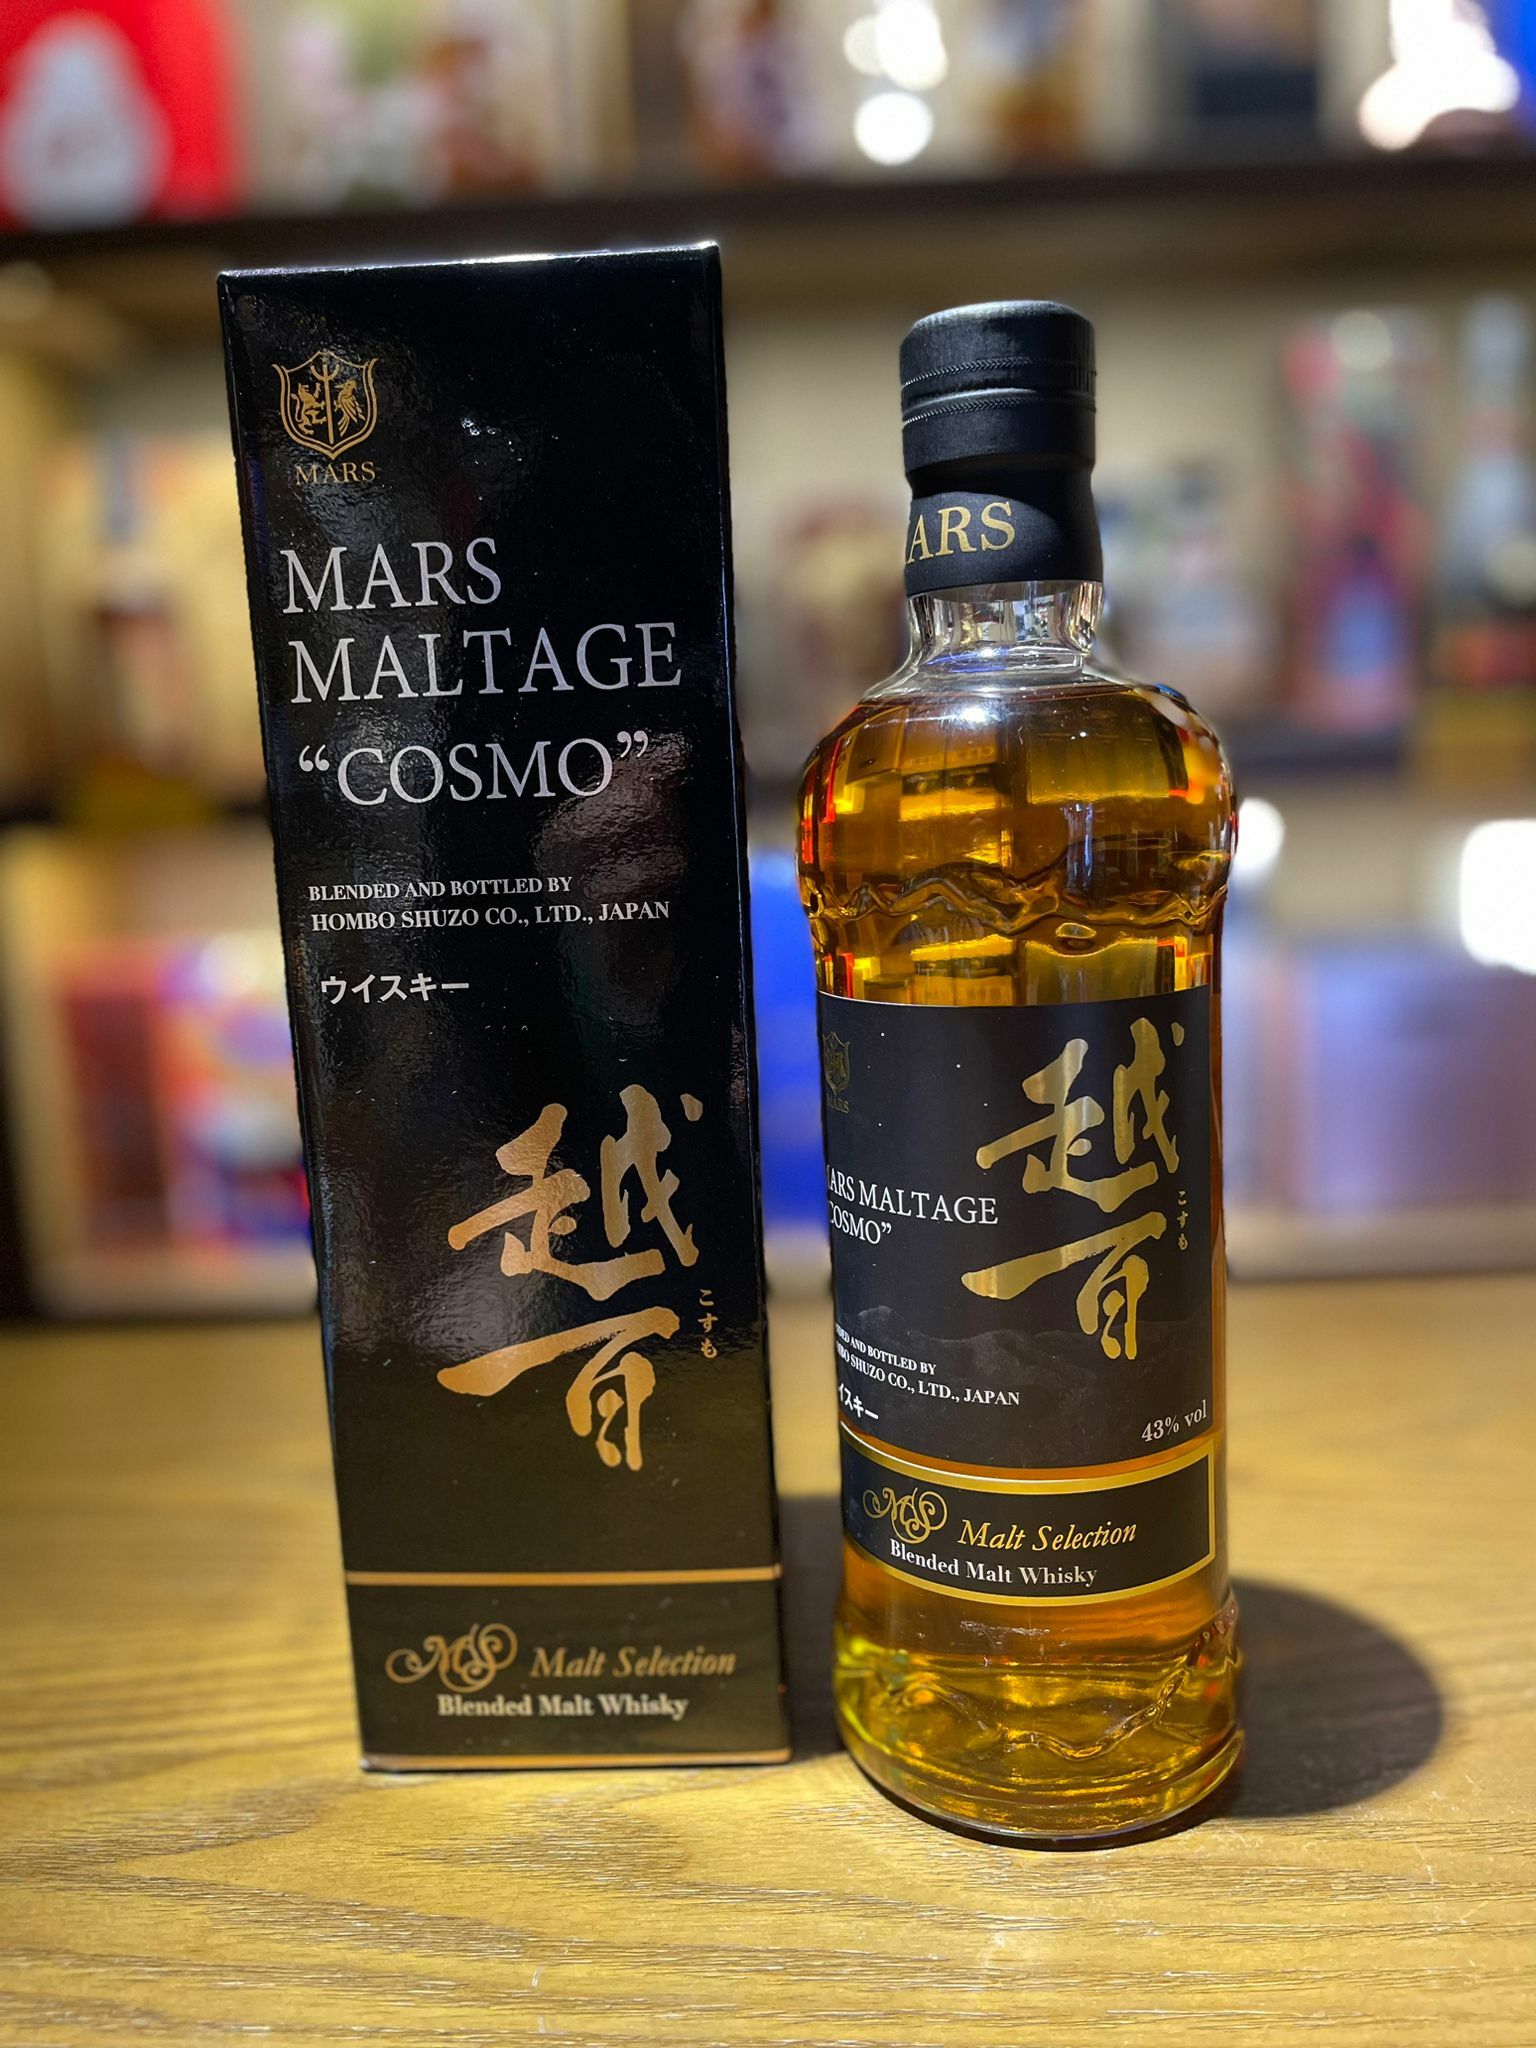 MARS
MARS
MALTAGE
“COSMO”
BLENDED AND BOTTLED BY
HOMBO SHUZO CO., LTD., JAPAN
ウイスキー
越百
こすも
MS Malt Selection
Blended Malt Whisky
ARS
MARS
ARS MALTAGE
COSMO”
越百
こすも
AND BOTTLED BY
SHUZO CO., LTD., JAPAN
イスキー
43% vol
MS Malt Selection
Blended Malt Whisky